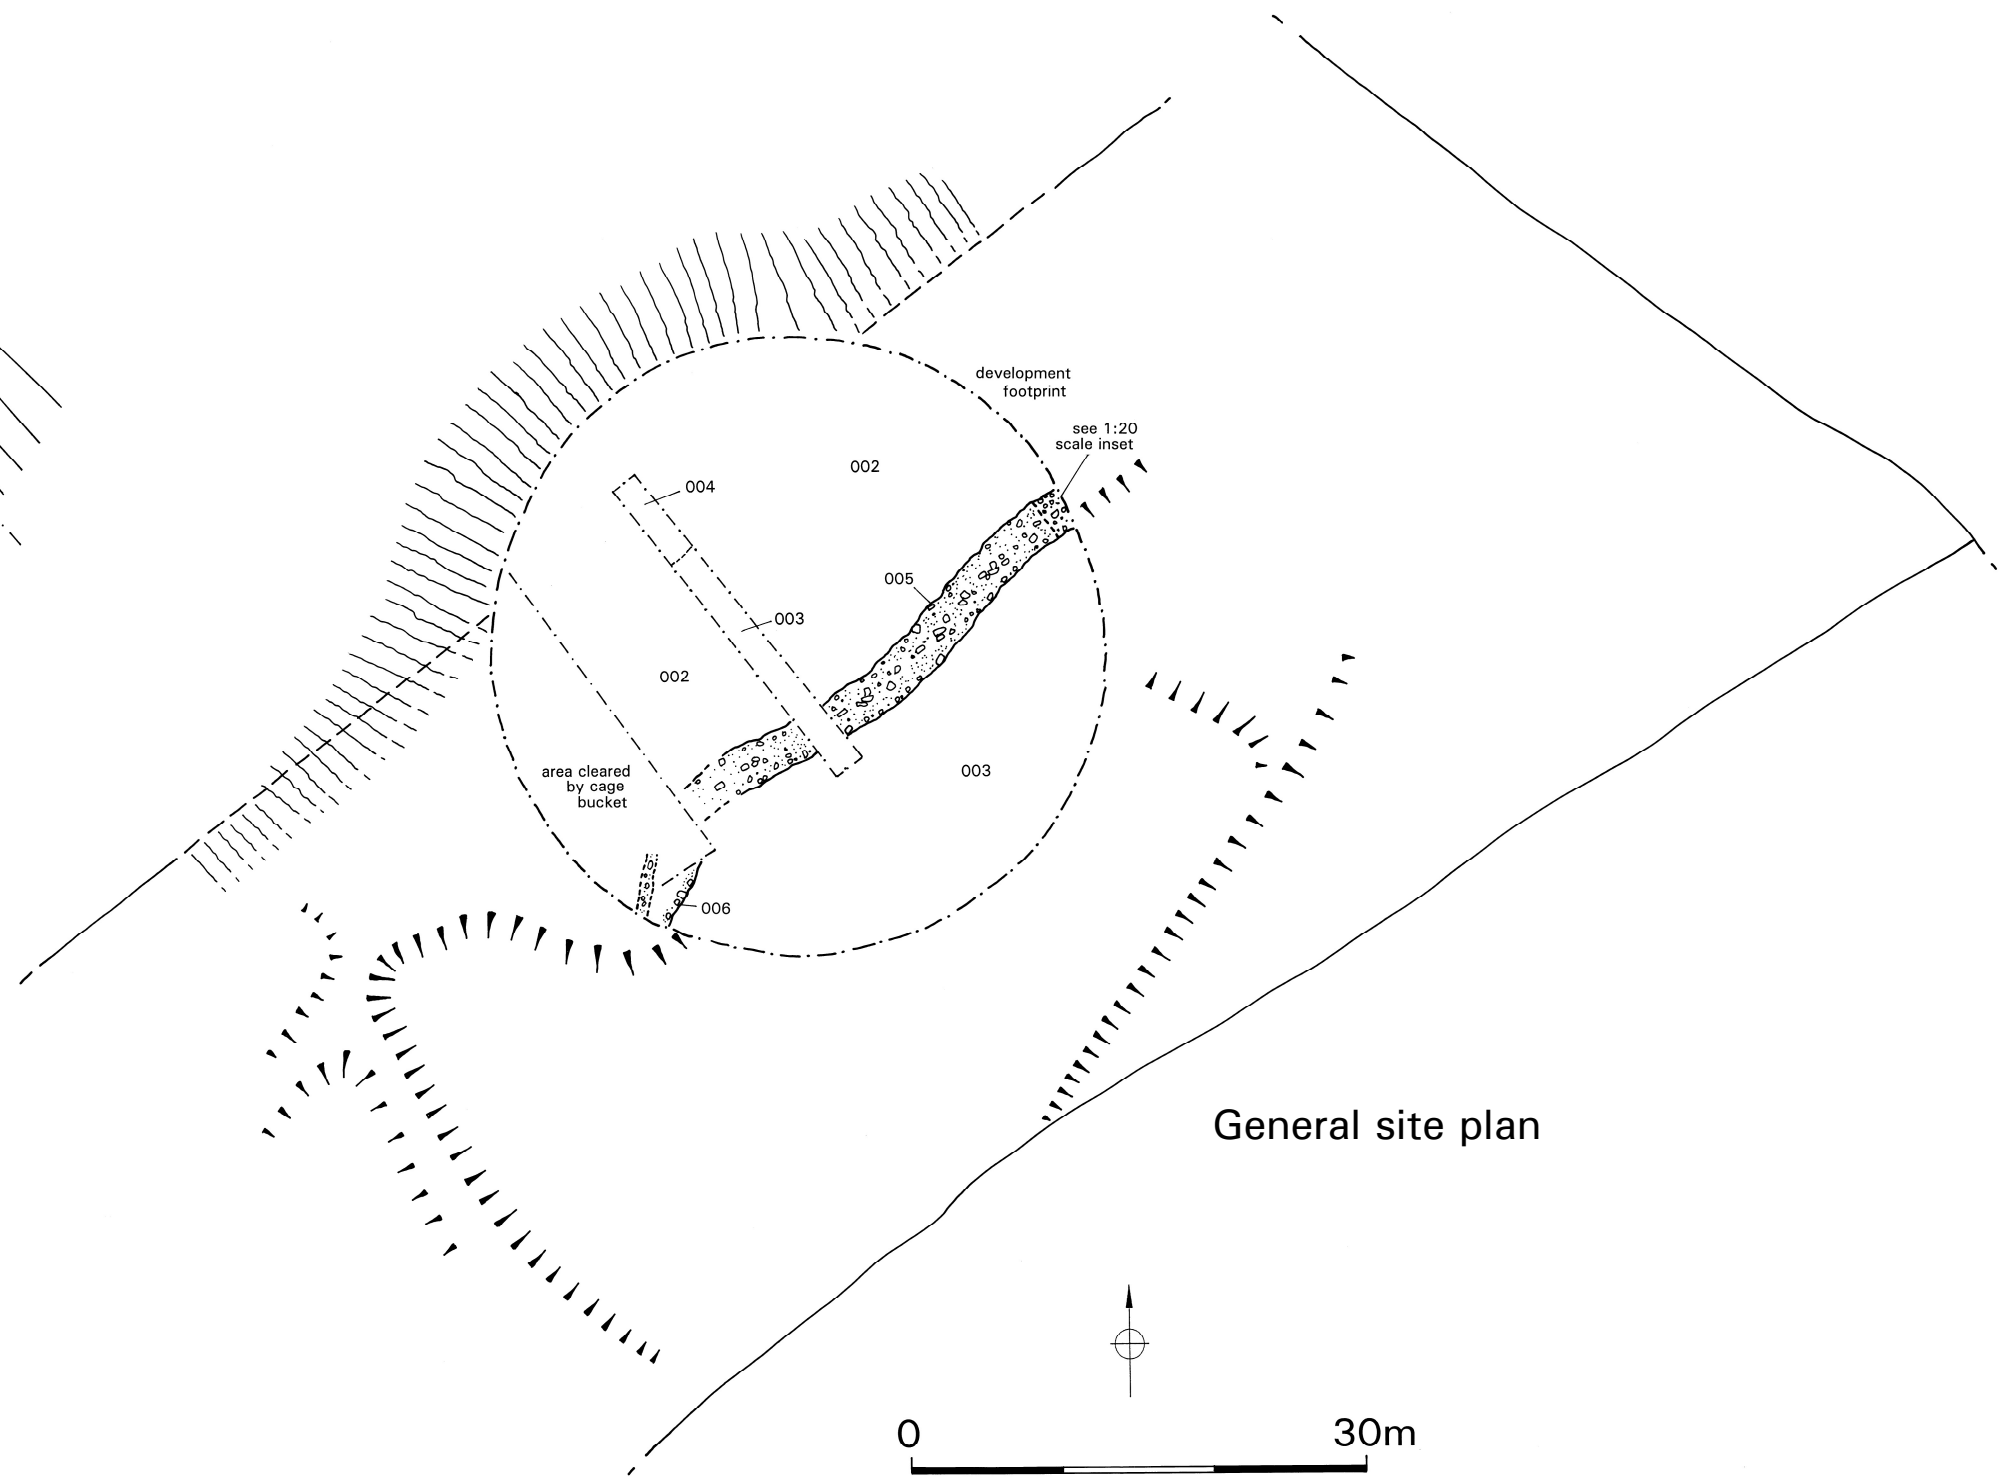 development
footprint
see 1:20
scale inset
002
004
005
003
002
area cleared
by cage
bucket
003
006
General site plan
0 30m